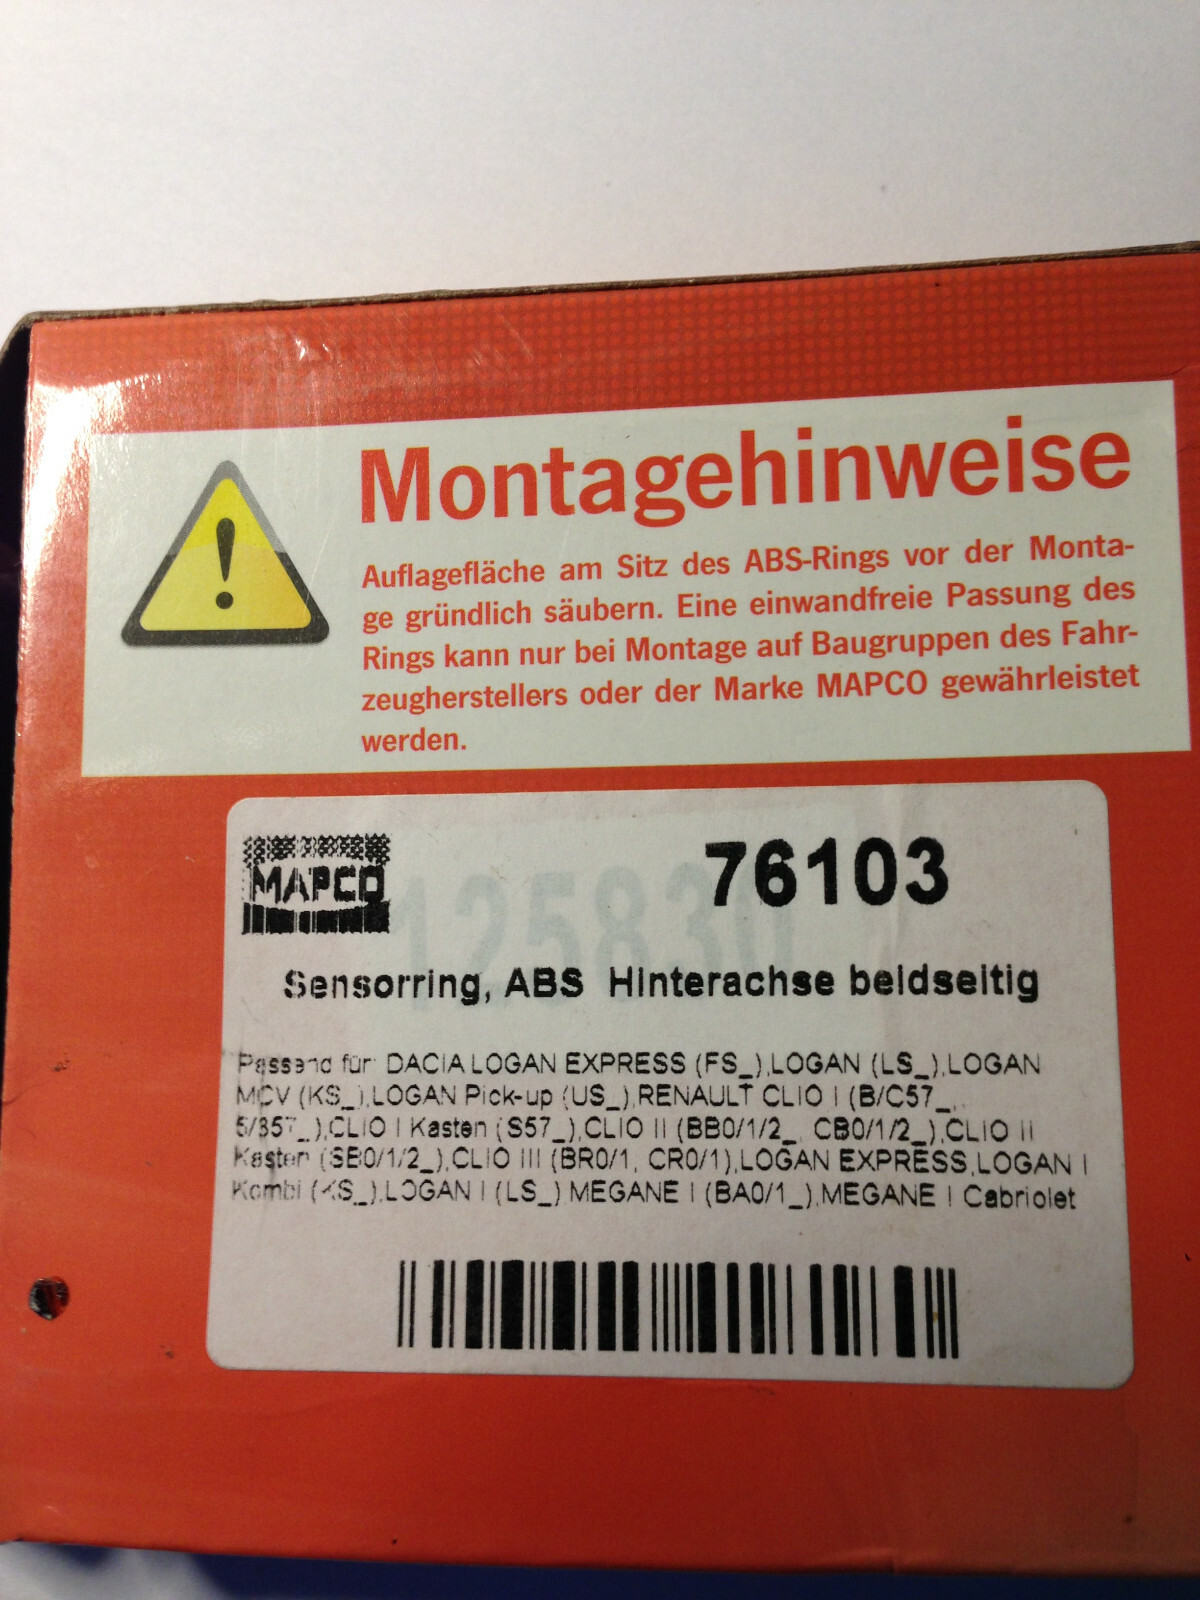 Montagehinweise
Auflagefläche am Sitz des ABS-Rings vor der Monta-
ge gründlich säubern. Eine einwandfreie Passung des
Rings kann nur bei Montage auf Baugruppen des Fahr-
zeugherstellers oder der Marke MAPCO gewährleistet
werden.
MAPCO
76103
125830
Sensorring, ABS Hinterachse beidseitig
Passend für: DACIA LOGAN EXPRESS (FS_),LOGAN (LS_),LOGAN
MCV (KS_),LOGAN Pick-up (US_),RENAULT CLIO I (B/C57_,
5/357_),CLIO I Kasten (S57_),CLIO II (BB0/1/2_, CB0/1/2_),CLIO II
Kasten (SB0/1/2_),CLIO III (BR0/1, CR0/1),LOGAN EXPRESS,LOGAN I
Kombi (KS_),LOGAN I (LS_),MEGANE I (BA0/1_),MEGANE I Cabriolet